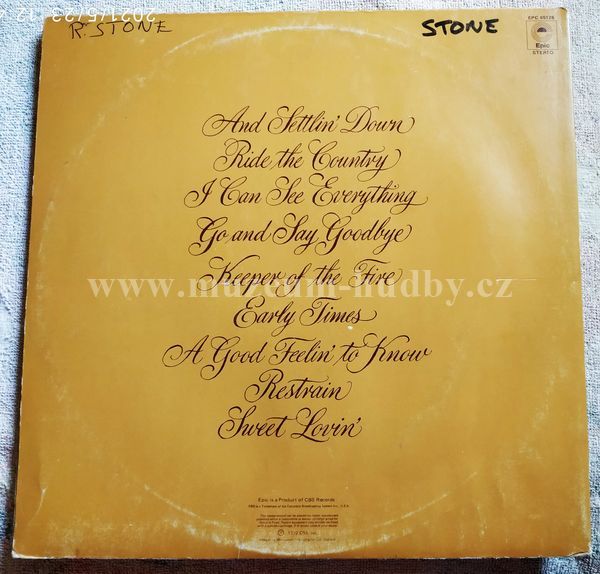 R. STONE
STONE
EPC 65126
Epic
STEREO
And Settlin' Down
Ride the Country
I Can See Everything
Go and Say Goodbye
Keeper of the Fire
www.muzeum-hudby.cz
Early Times
A Good Feelin' to Know
Restrain
Sweet Lovin'
Epic is a Product of CBS Records